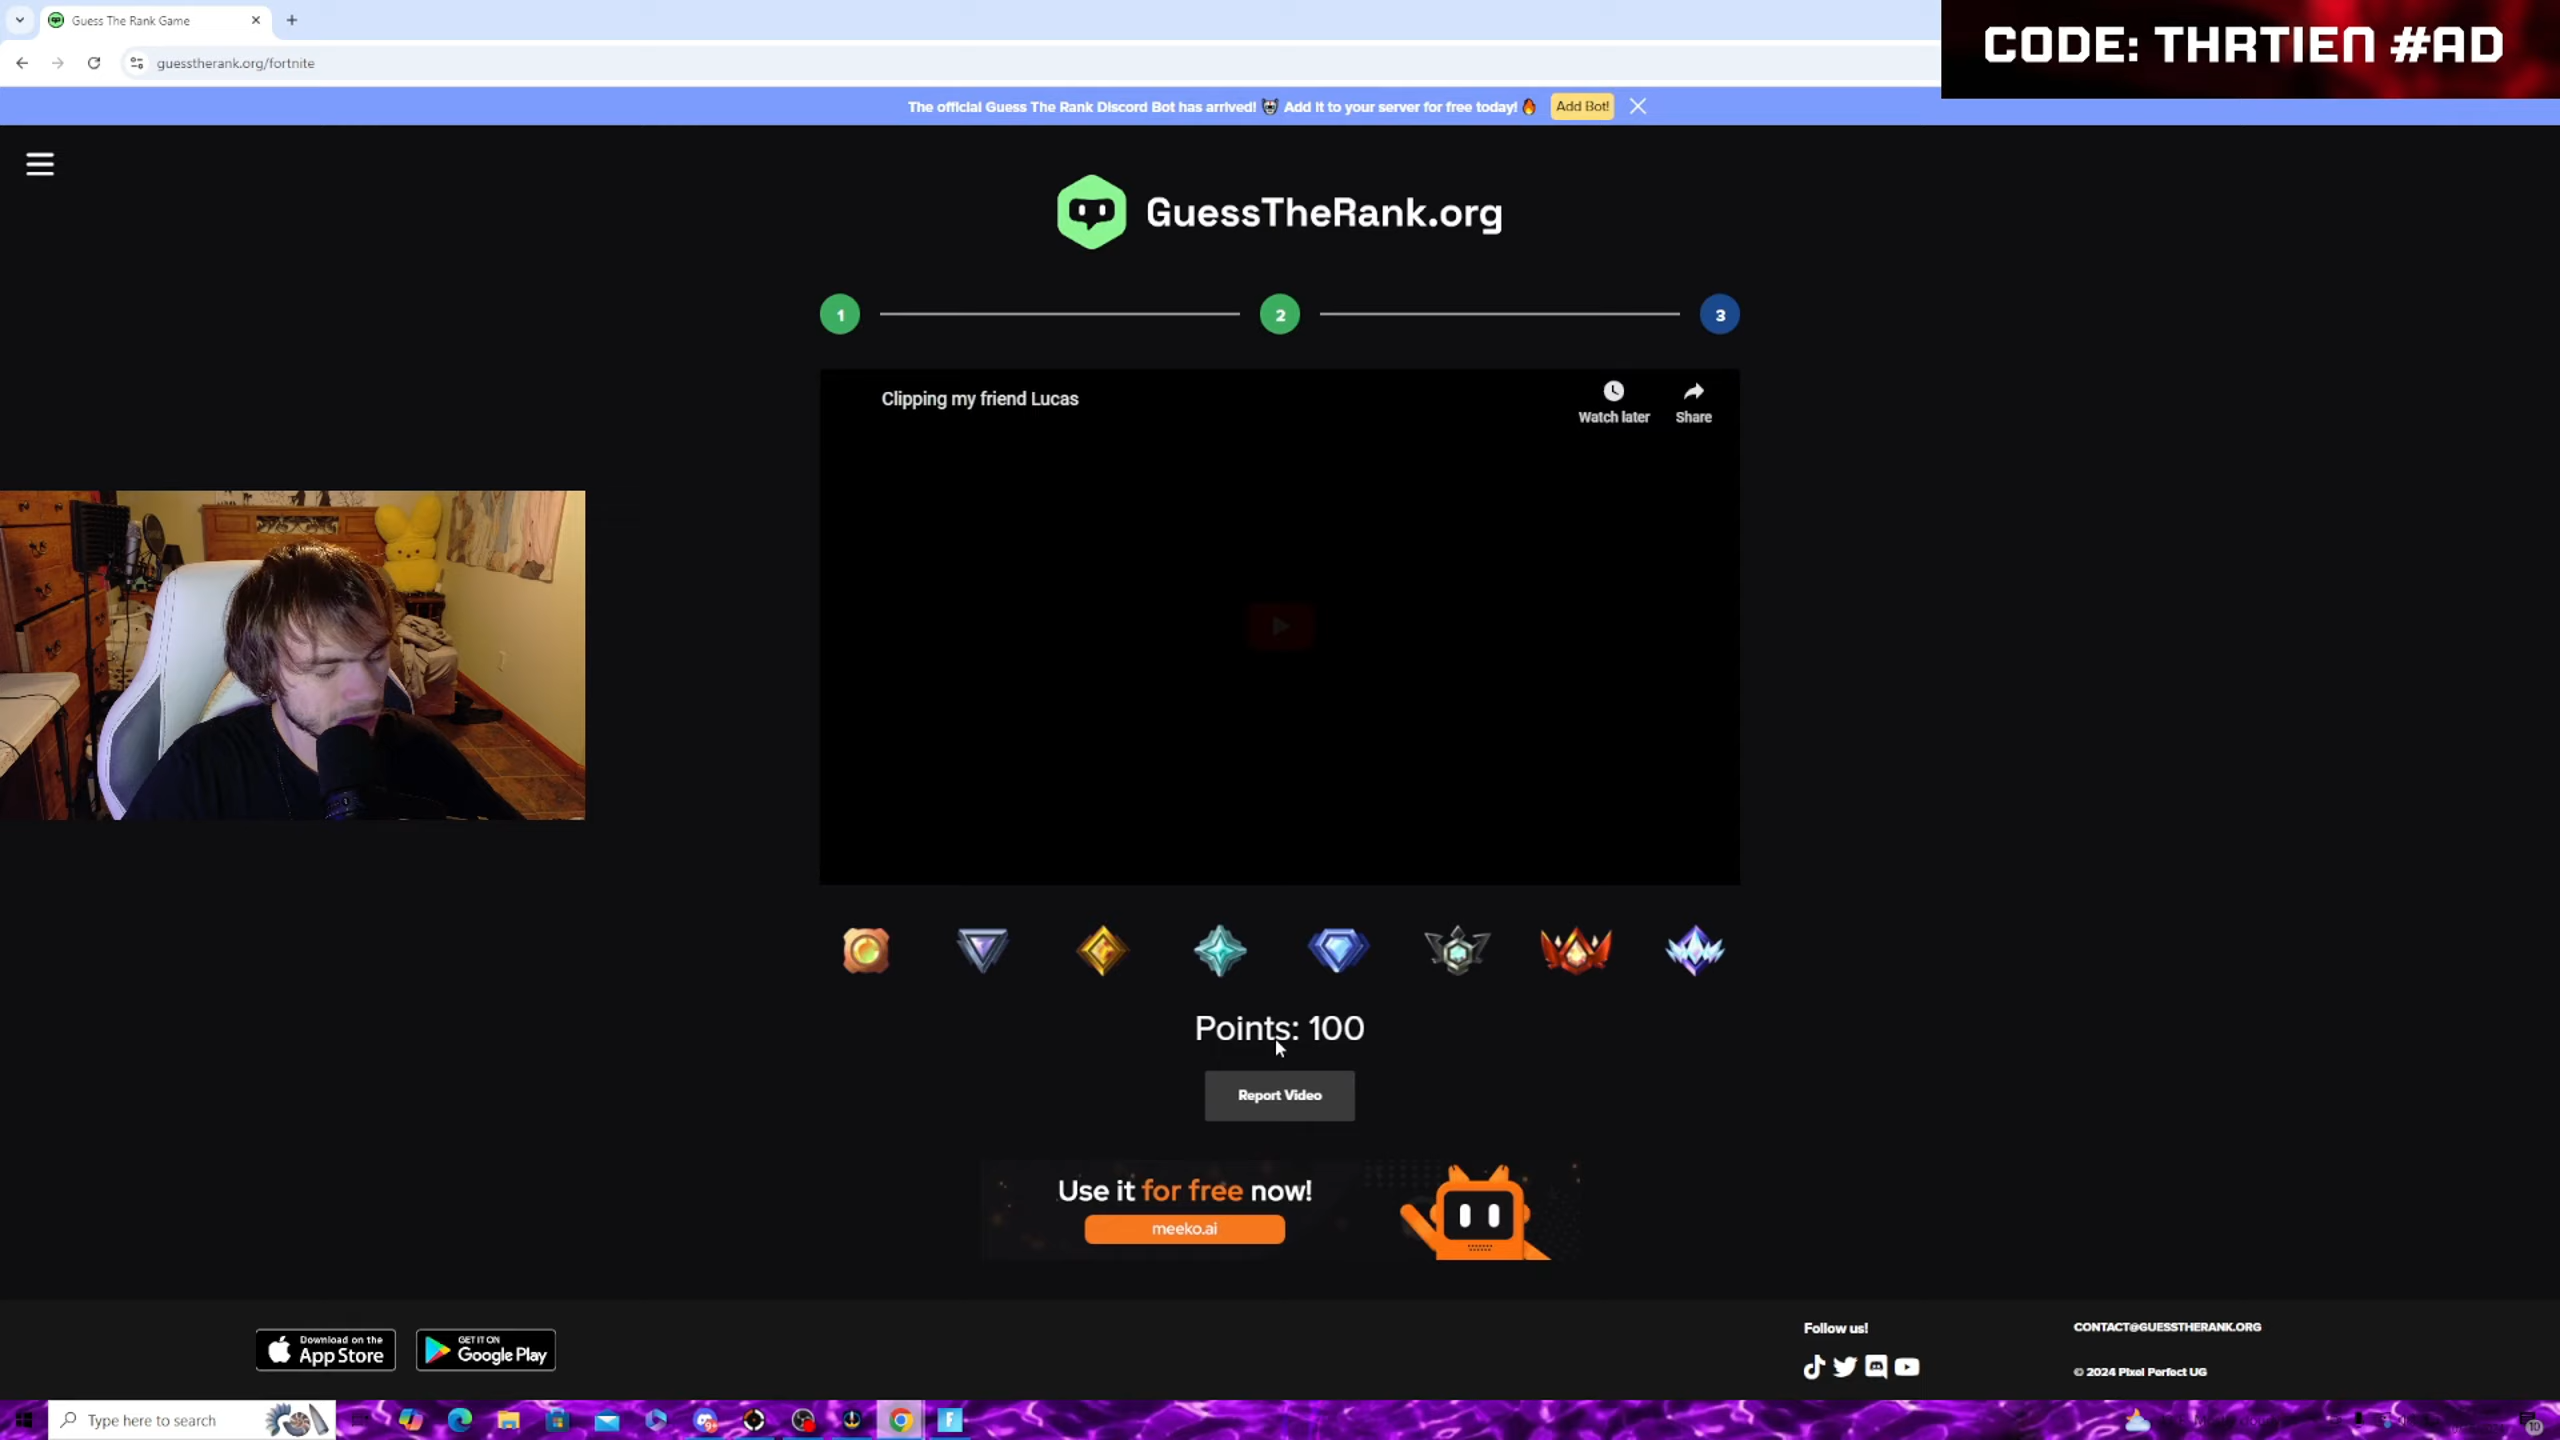 Guess The Rank Game
CODE: THRTIEN #AD
guesstherank.org/fortnite
The official Guess The Rank Discord Bot has arrived! Add it to your server for free today! Add Bot!
GuessTheRank.org
1 2 3
Clipping my friend Lucas
Watch later
Share
Points: 100
Report Video
Use it for free now!
meeko.ai
Download on the
App Store
GET IT ON
Google Play
Follow us!
CONTACT@GUESSTHERANK.ORG
© 2024 Pixel Perfect UG
Type here to search